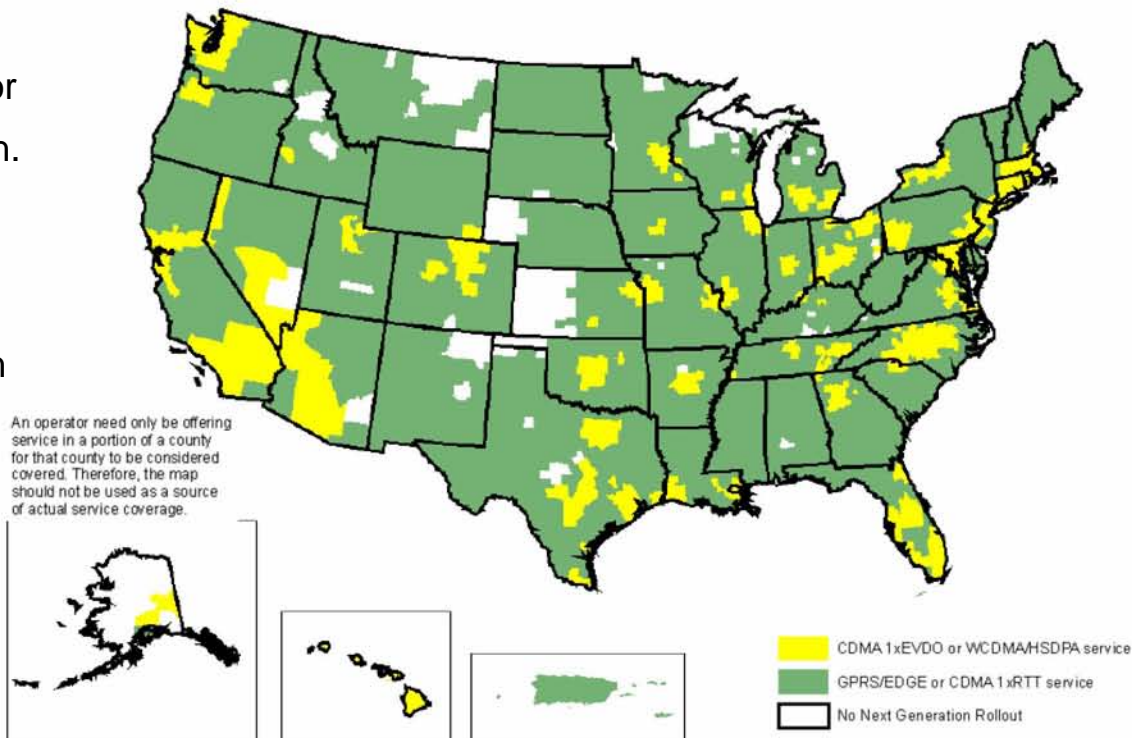 or
n.
n
An operator need only be offering
service in a portion of a county
for that county to be considered
covered. Therefore, the map
should not be used as a source
of actual service coverage.
CDMA 1xEVDO or WCDMA/HSDPA service
GPRS/EDGE or CDMA 1xRTT service
No Next Generation Rollout